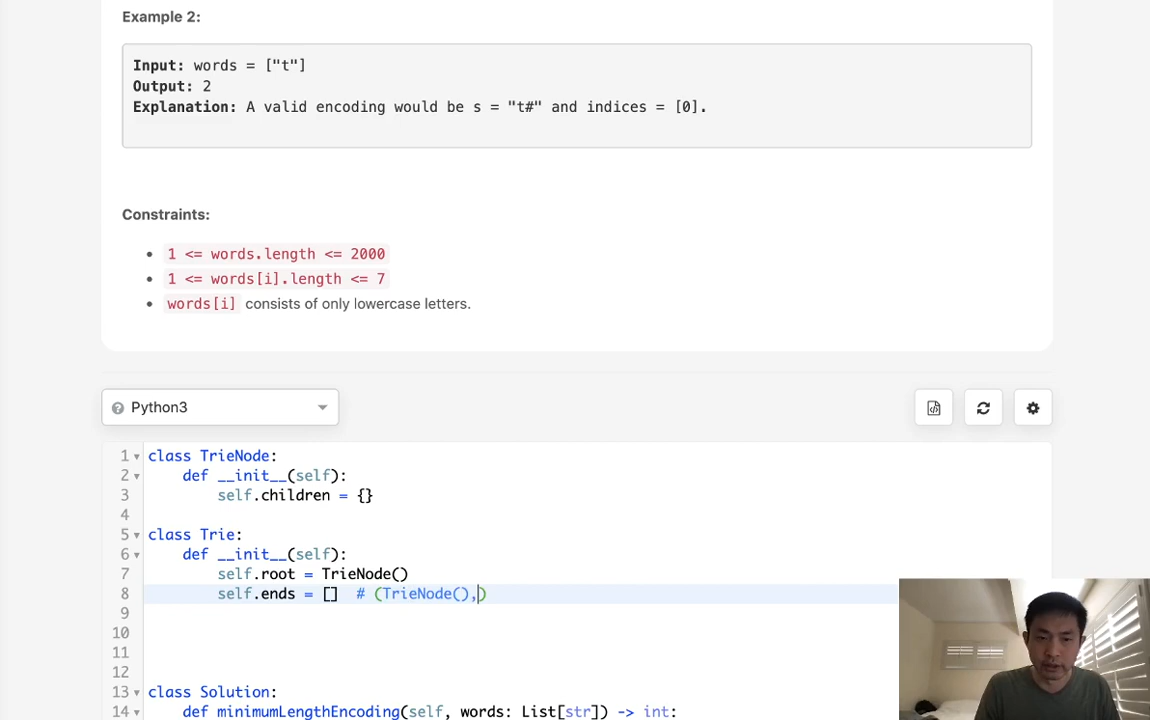 Example 2:
Input: words = ["t"]
Output: 2
Explanation: A valid encoding would be s = "t#" and indices = [0].
Constraints:
• 1 <= words.length <= 2000
• 1 <= words[i].length <= 7
• words[i] consists of only lowercase letters.
Python3
1 class TrieNode:
2 def __init__(self):
3 self.children = {}
4
5 class Trie:
6 def __init__(self):
7 self.root = TrieNode()
8 self.ends = [] # (TrieNode(),)
9
10
11
12
13 class Solution:
14 def minimumLengthEncoding(self, words: List[str]) -> int: